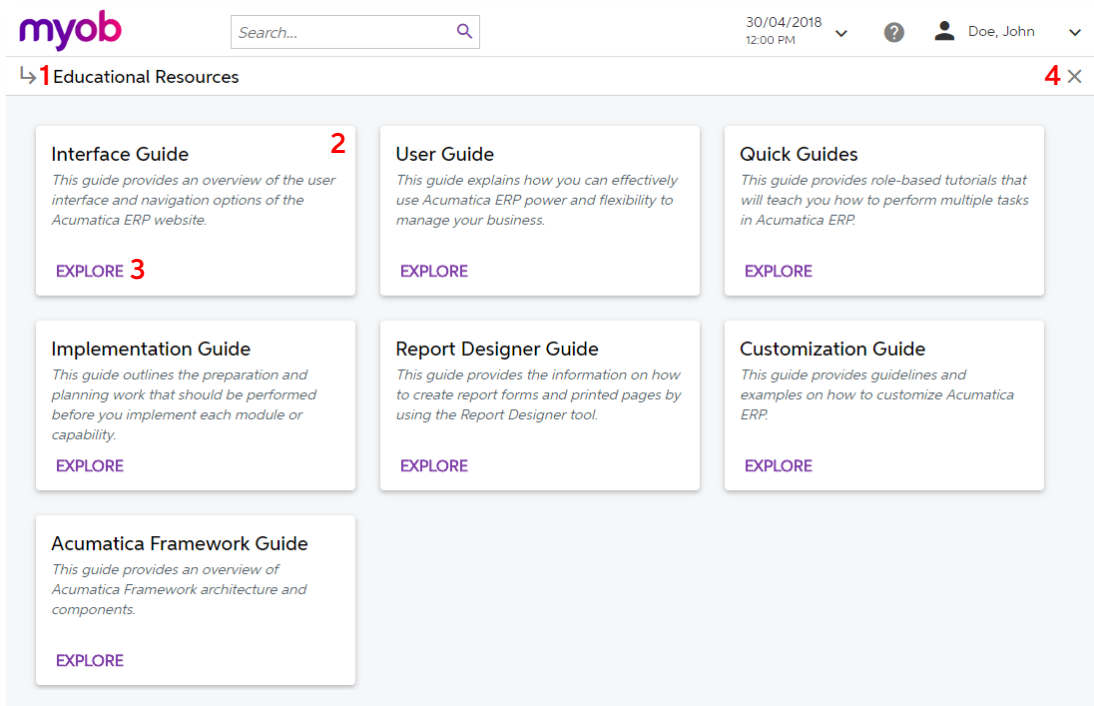 myob
Search...
30/04/2018
12:00 PM
?
Doe, John
1 Educational Resources
4
Interface Guide
2
This guide provides an overview of the user
interface and navigation options of the
Acumatica ERP website.
EXPLORE 3
User Guide
This guide explains how you can effectively
use Acumatica ERP power and flexibility to
manage your business.
EXPLORE
Quick Guides
This guide provides role-based tutorials that
will teach you how to perform multiple tasks
in Acumatica ERP.
EXPLORE
Implementation Guide
This guide outlines the preparation and
planning work that should be performed
before you implement each module or
capability.
EXPLORE
Report Designer Guide
This guide provides the information on how
to create report forms and printed pages by
using the Report Designer tool.
EXPLORE
Customization Guide
This guide provides guidelines and
examples on how to customize Acumatica
ERP.
EXPLORE
Acumatica Framework Guide
This guide provides an overview of
Acumatica Framework architecture and
components.
EXPLORE